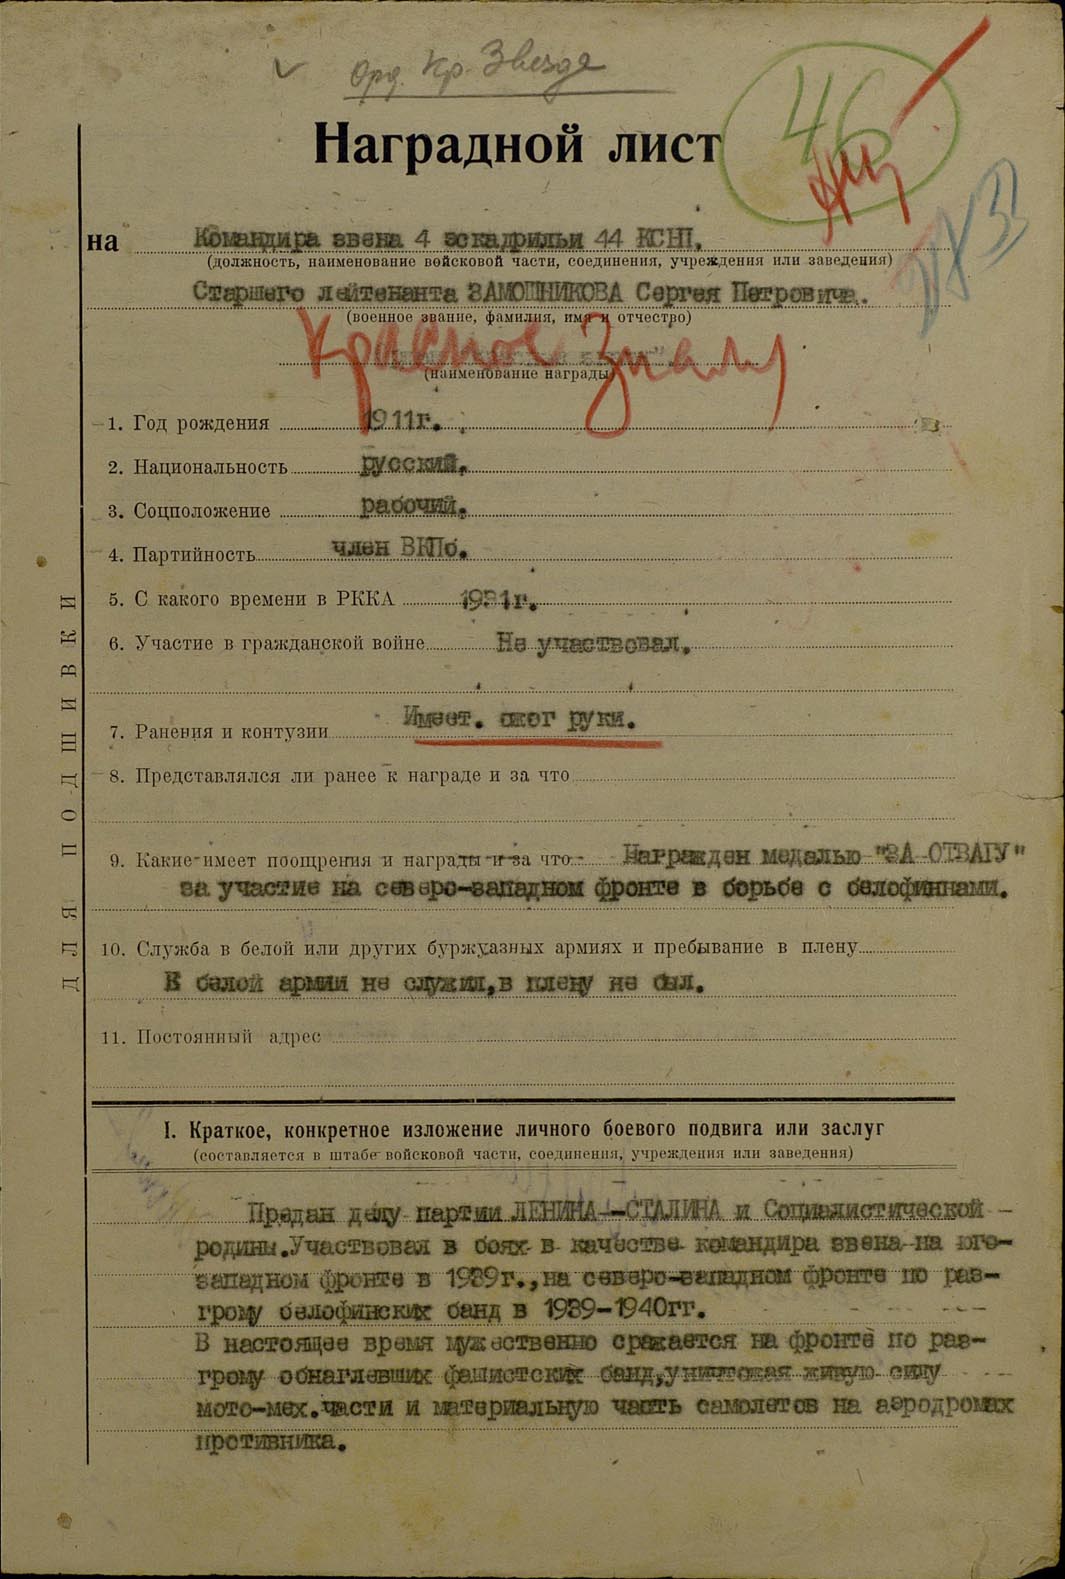 Орд. Кр. Звезда
46
Наградной лист
на Командира звена 4 эскадрильи 44 КСНП.
(должность, наименование войсковой части, соединения, учреждения или заведения)
Старшего лейтенанта ЗАМОШНИКОВА Сергея Петровича.
(военное звание, фамилия, имя и отчество)
Красное Знамя
(наименование награды)
1. Год рождения 1911г.
2. Национальность русский.
3. Соцположение рабочий.
4. Партийность член ВКПб.
5. С какого времени в РККА 1931г.
6. Участие в гражданской войне Не участвовал.
7. Ранения и контузии Имеет. ожог руки.
8. Представлялся ли ранее к награде и за что
9. Какие имеет поощрения и награды и за что Награжден медалью "ЗА ОТВАГУ"
за участие на северо-западном фронте в борьбе с белофиннами.
10. Служба в белой или других буржуазных армиях и пребывание в плену
В белой армии не служил, в плену не был.
11. Постоянный адрес
ДЛЯ ПОДШИВКИ
I. Краткое, конкретное изложение личного боевого подвига или заслуг
(составляется в штабе войсковой части, соединения, учреждения или заведения)
Предан делу партии ЛЕНИНА--СТАЛИНА и Социалистической
родины.Участвовал в боях в качестве командира звена на юго-
западном фронте в 1939г.,на северо-западном фронте по раз-
грому белофинских банд в 1939-1940гг.
В настоящее время мужественно сражается на фронте по раз-
грому обнаглевших фашистских банд,уничтожая живую силу
мото-мех.части и материальную часть самолетов на аэродромах
противника.